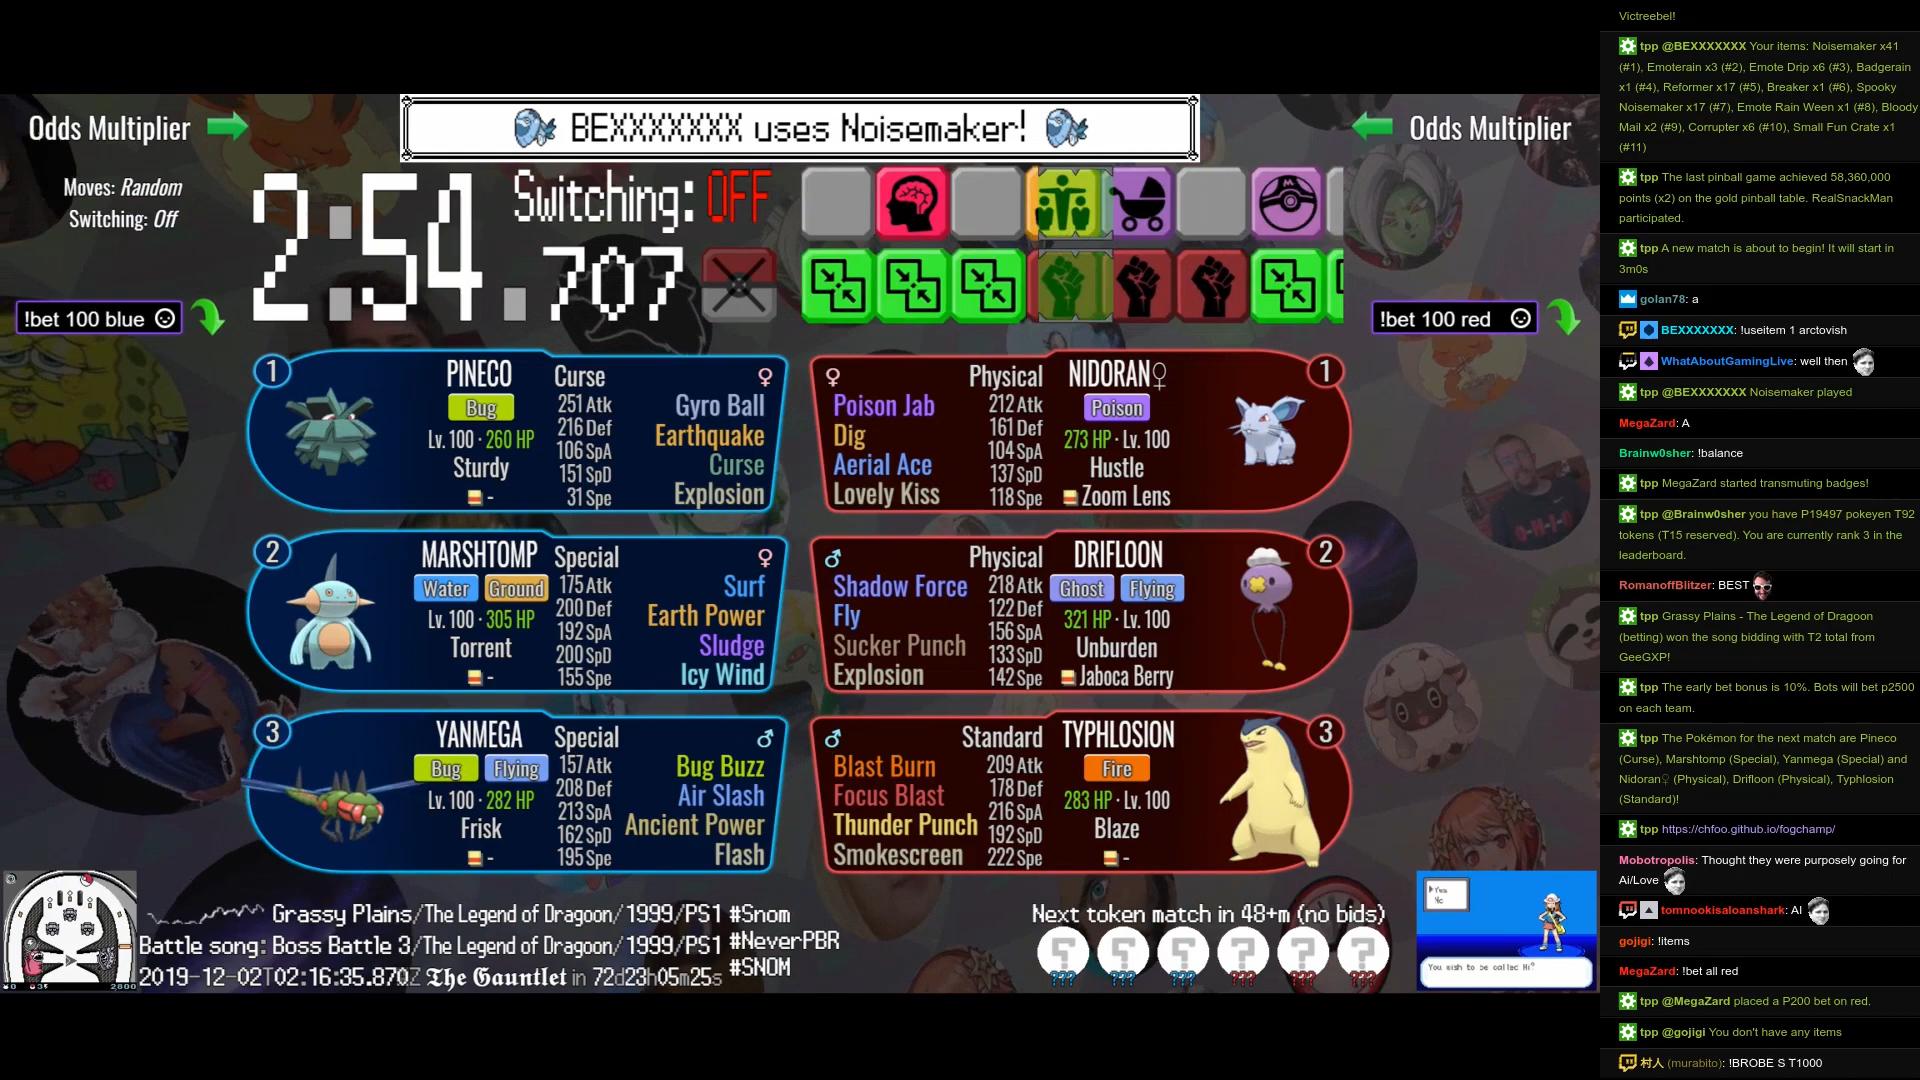 BEXXXXXXX uses Noisemaker!
Odds Multiplier
Odds Multiplier
Moves: Random
Switching: Off
2:54.707
Switching: OFF
!bet 100 blue
!bet 100 red
1
PINECO
Bug
Lv. 100 · 260 HP
Sturdy
-
Curse
251 Atk
216 Def
106 SpA
151 SpD
31 Spe
♀
Gyro Ball
Earthquake
Curse
Explosion
♀
Poison Jab
Dig
Aerial Ace
Lovely Kiss
Physical
212 Atk
161 Def
104 SpA
137 SpD
118 Spe
NIDORAN♀
Poison
273 HP · Lv. 100
Hustle
Zoom Lens
1
2
MARSHTOMP
Water Ground
Lv. 100 · 305 HP
Torrent
-
Special
175 Atk
200 Def
192 SpA
200 SpD
155 Spe
♀
Surf
Earth Power
Sludge
Icy Wind
♂
Shadow Force
Fly
Sucker Punch
Explosion
Physical
218 Atk
122 Def
156 SpA
133 SpD
142 Spe
DRIFLOON
Ghost Flying
321 HP · Lv. 100
Unburden
Jaboca Berry
2
3
YANMEGA
Bug Flying
Lv. 100 · 282 HP
Frisk
-
Special
157 Atk
208 Def
213 SpA
162 SpD
195 Spe
♂
Bug Buzz
Air Slash
Ancient Power
Flash
♂
Blast Burn
Focus Blast
Thunder Punch
Smokescreen
Standard
209 Atk
178 Def
216 SpA
192 SpD
222 Spe
TYPHLOSION
Fire
283 HP · Lv. 100
Blaze
-
3
Grassy Plains/The Legend of Dragoon/1999/PS1
Battle song: Boss Battle 3/The Legend of Dragoon/1999/PS1
2019-12-02T02:16:35.870Z The Gauntlet in 72d23h05m25s
#Snom
#NeverPBR
#SNOM
Next token match in 48+m (no bids)
? ? ? ? ? ?
??? ??? ??? ??? ??? ???
Yes
No
You wish to be called Hi?
2800
Victreebel!
tpp @BEXXXXXXX Your items: Noisemaker x41
(#1), Emoterain x3 (#2), Emote Drip x6 (#3), Badgerain
x1 (#4), Reformer x17 (#5), Breaker x1 (#6), Spooky
Noisemaker x17 (#7), Emote Rain Ween x1 (#8), Bloody
Mail x2 (#9), Corrupter x6 (#10), Small Fun Crate x1
(#11)
tpp The last pinball game achieved 58,360,000
points (x2) on the gold pinball table. RealSnackMan
participated.
tpp A new match is about to begin! It will start in
3m0s
golan78: a
BEXXXXXXX: !useitem 1 arctovish
WhatAboutGamingLive: well then
tpp @BEXXXXXXX Noisemaker played
MegaZard: A
Brainw0sher: !balance
tpp MegaZard started transmuting badges!
tpp @Brainw0sher you have P19497 pokeyen T92
tokens (T15 reserved). You are currently rank 3 in the
leaderboard.
RomanoffBlitzer: BEST
tpp Grassy Plains - The Legend of Dragoon
(betting) won the song bidding with T2 total from
GeeGXP!
tpp The early bet bonus is 10%. Bots will bet p2500
on each team.
tpp The Pokémon for the next match are Pineco
(Curse), Marshtomp (Special), Yanmega (Special) and
Nidoran♀ (Physical), Drifloon (Physical), Typhlosion
(Standard)!
tpp https://chfoo.github.io/fogchamp/
Mobotropolis: Thought they were purposely going for
Ai/Love
tomnookisaloanshark: AI
gojigi: !items
MegaZard: !bet all red
tpp @MegaZard placed a P200 bet on red.
tpp @gojigi You don't have any items
村人 (murabito): !BROBE S T1000